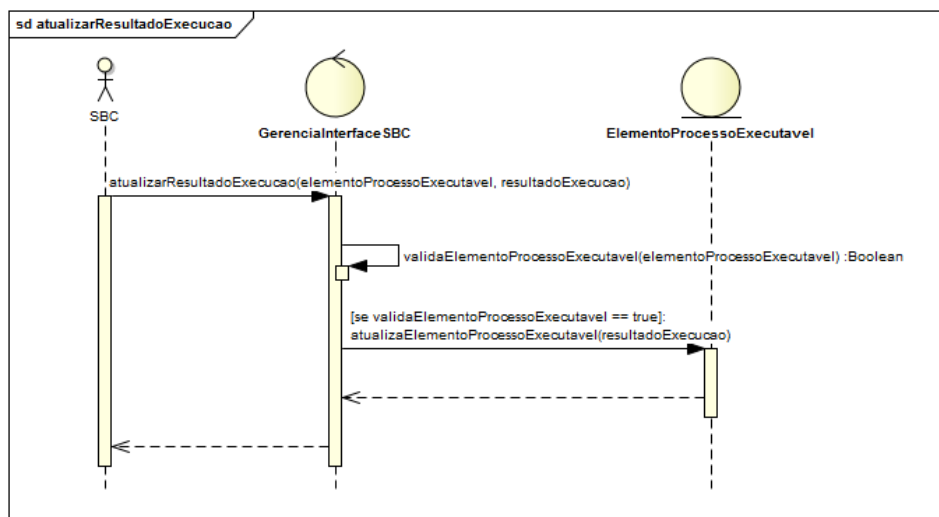 sd atualizarResultadoExecucao
SBC
GerenciaInterfaceSBC
ElementoProcessoExecutavel
atualizarResultadoExecucao(elementoProcessoExecutavel, resultadoExecucao)
validaElementoProcessoExecutavel(elementoProcessoExecutavel) :Boolean
[se validaElementoProcessoExecutavel == true]:
atualizaElementoProcessoExecutavel(resultadoExecucao)